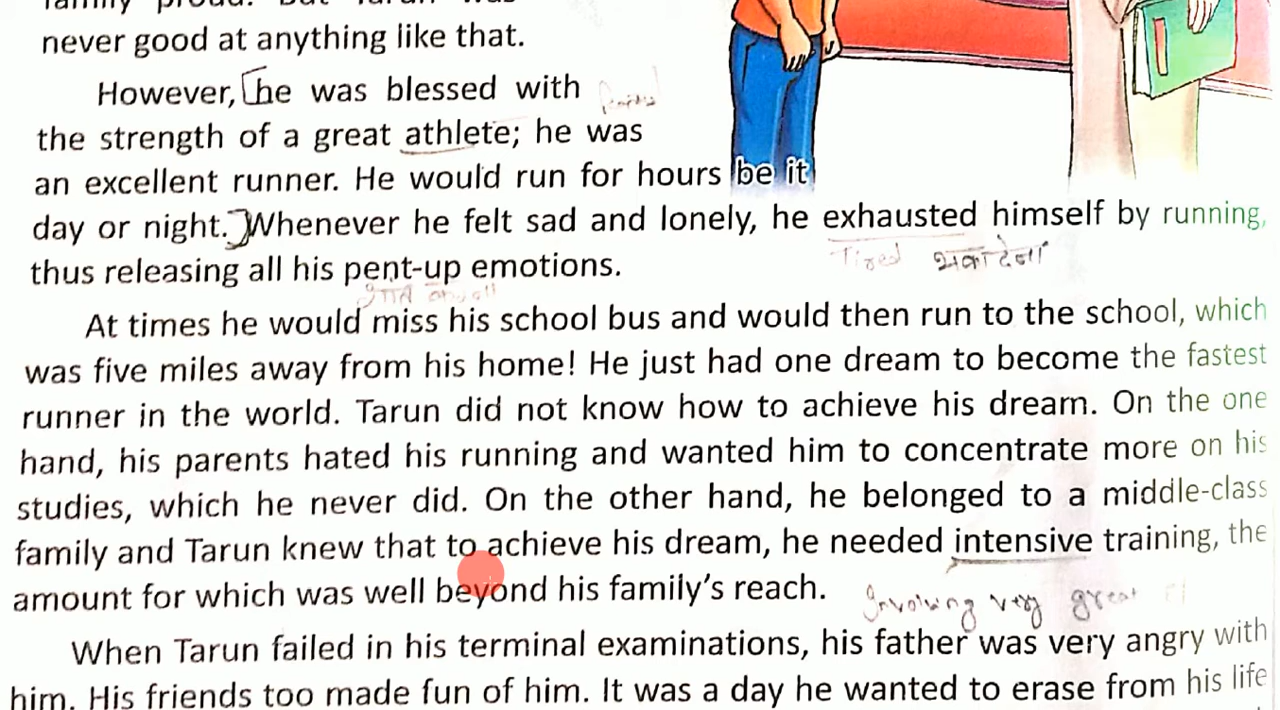 family proud. But Tarun was
never good at anything like that.
However, he was blessed with
the strength of a great athlete; he was
an excellent runner. He would run for hours be it
day or night. Whenever he felt sad and lonely, he exhausted himself by running,
Tired थका देना
thus releasing all his pent-up emotions.
At times he would miss his school bus and would then run to the school, which
was five miles away from his home! He just had one dream to become the fastest
runner in the world. Tarun did not know how to achieve his dream. On the one
hand, his parents hated his running and wanted him to concentrate more on his
studies, which he never did. On the other hand, he belonged to a middle-class
family and Tarun knew that to achieve his dream, he needed intensive training, the
amount for which was well beyond his family's reach.
Involving very great
When Tarun failed in his terminal examinations, his father was very angry with
him. His friends too made fun of him. It was a day he wanted to erase from his life